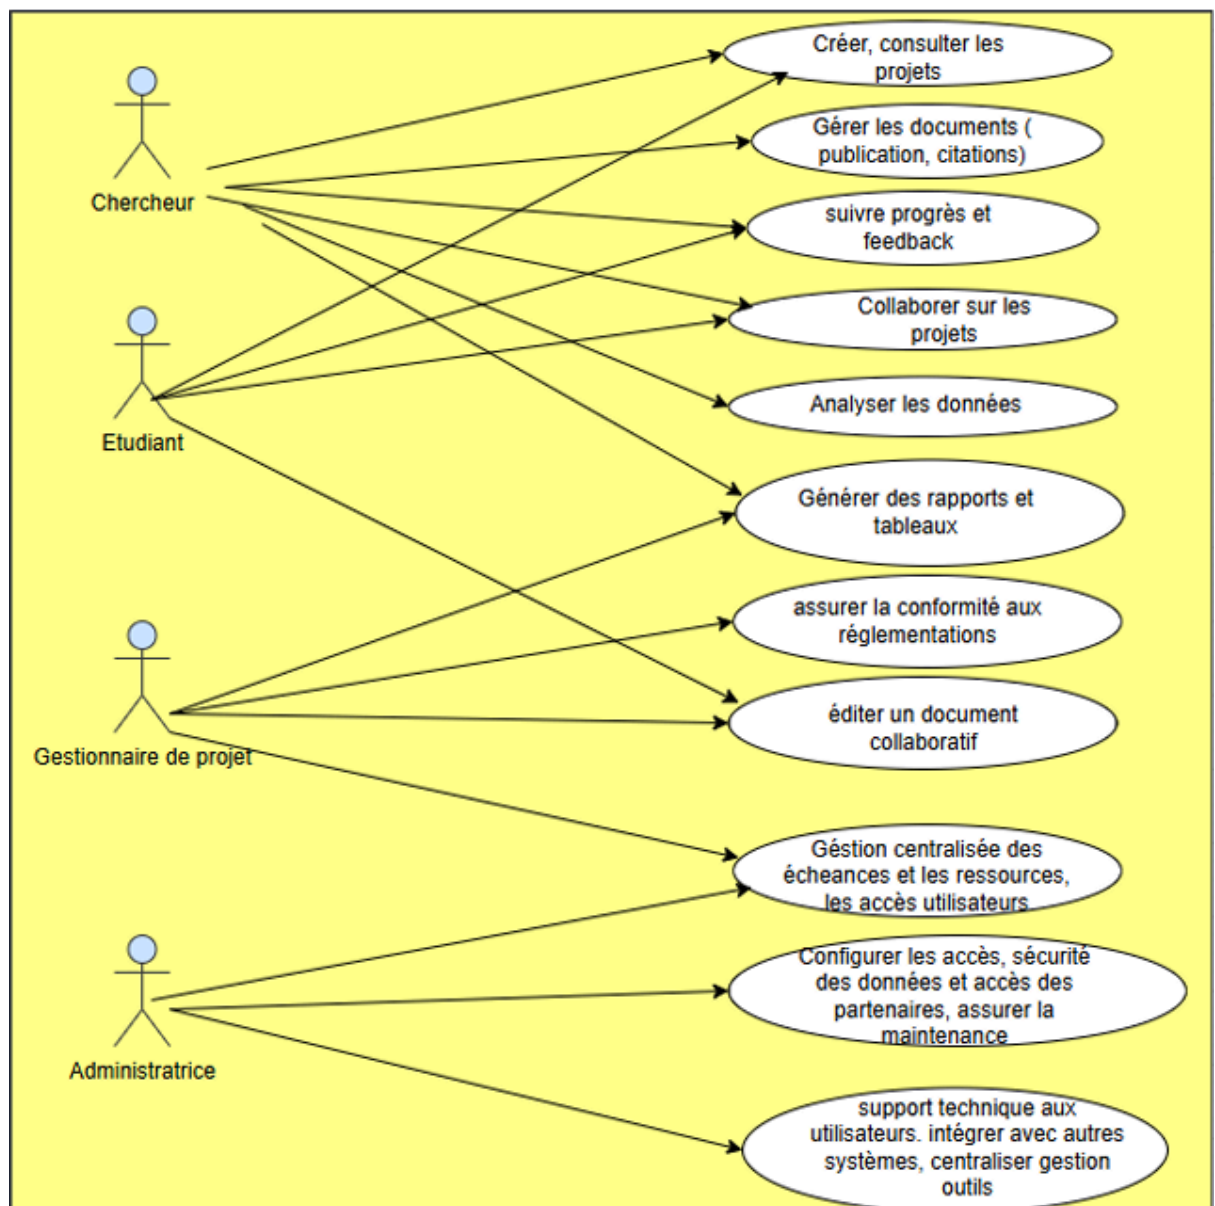 Créer, consulter les
projets
Gérer les documents (
publication, citations)
Chercheur
suivre progrès et
feedback
Collaborer sur les
projets
Analyser les données
Etudiant
Générer des rapports et
tableaux
assurer la conformité aux
réglementations
éditer un document
collaboratif
Gestionnaire de projet
Géstion centralisée des
écheances et les ressources,
les accès utilisateurs
Configurer les accès, sécurité
des données et accès des
partenaires, assurer la
maintenance
Administratrice
support technique aux
utilisateurs. intégrer avec autres
systèmes, centraliser gestion
outils